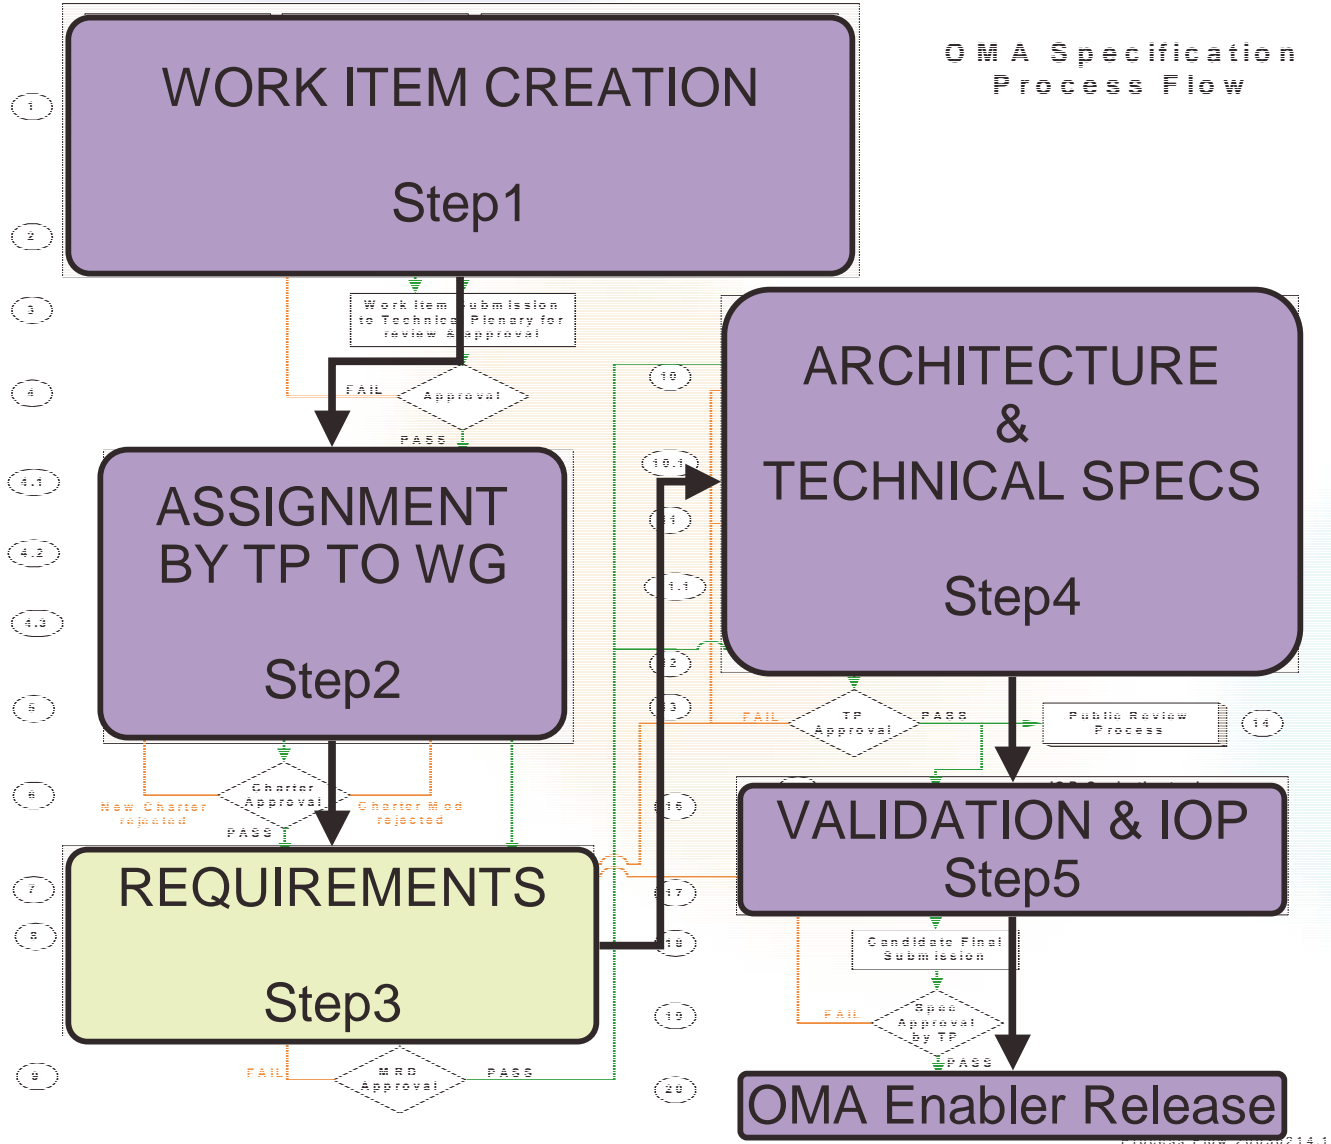 OMA Specification
Process Flow
WORK ITEM CREATION
Step1
1
2
3
Work Item Submission
to Technical Plenary for
review & approval
4
FAIL
Approval
PASS
4.1
4.2
4.3
ASSIGNMENT
BY TP TO WG
Step2
5
6
Charter
Approval
New Charter
rejected
Charter Mod
rejected
PASS
7
8
REQUIREMENTS
Step3
9
FAIL
MRD
Approval
PASS
10
10.1
11
11.1
12
13
ARCHITECTURE
&
TECHNICAL SPECS
Step4
FAIL
TP
Approval
PASS
Public Review
Process
14
16
VALIDATION & IOP
Step5
17
18
Candidate Final
Submission
19
FAIL
Spec
Approval
by TP
PASS
20
OMA Enabler Release